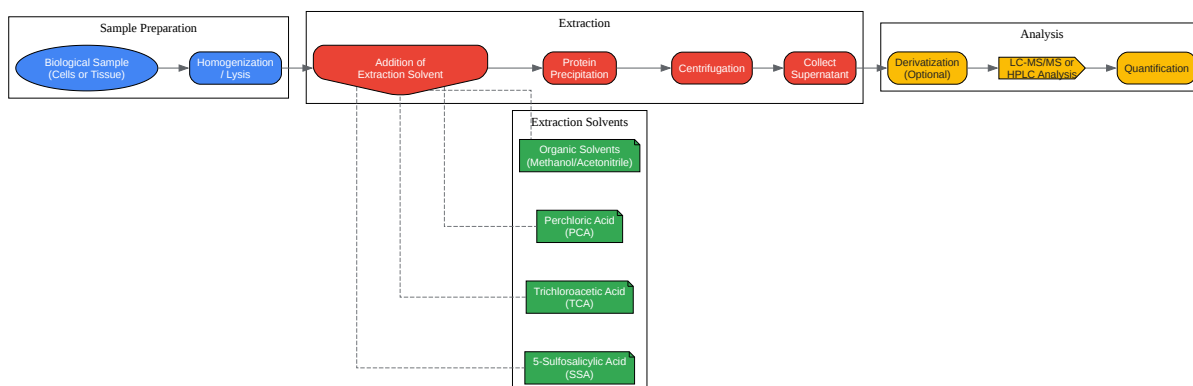 Sample Preparation
Biological Sample
(Cells or Tissue)
Homogenization
/ Lysis
Extraction
Addition of
Extraction Solvent
Protein
Precipitation
Centrifugation
Collect
Supernatant
Analysis
Derivatization
(Optional)
LC-MS/MS or
HPLC Analysis
Quantification
Extraction Solvents
Organic Solvents
(Methanol/Acetonitrile)
Perchloric Acid
(PCA)
Trichloroacetic Acid
(TCA)
5-Sulfosalicylic Acid
(SSA)